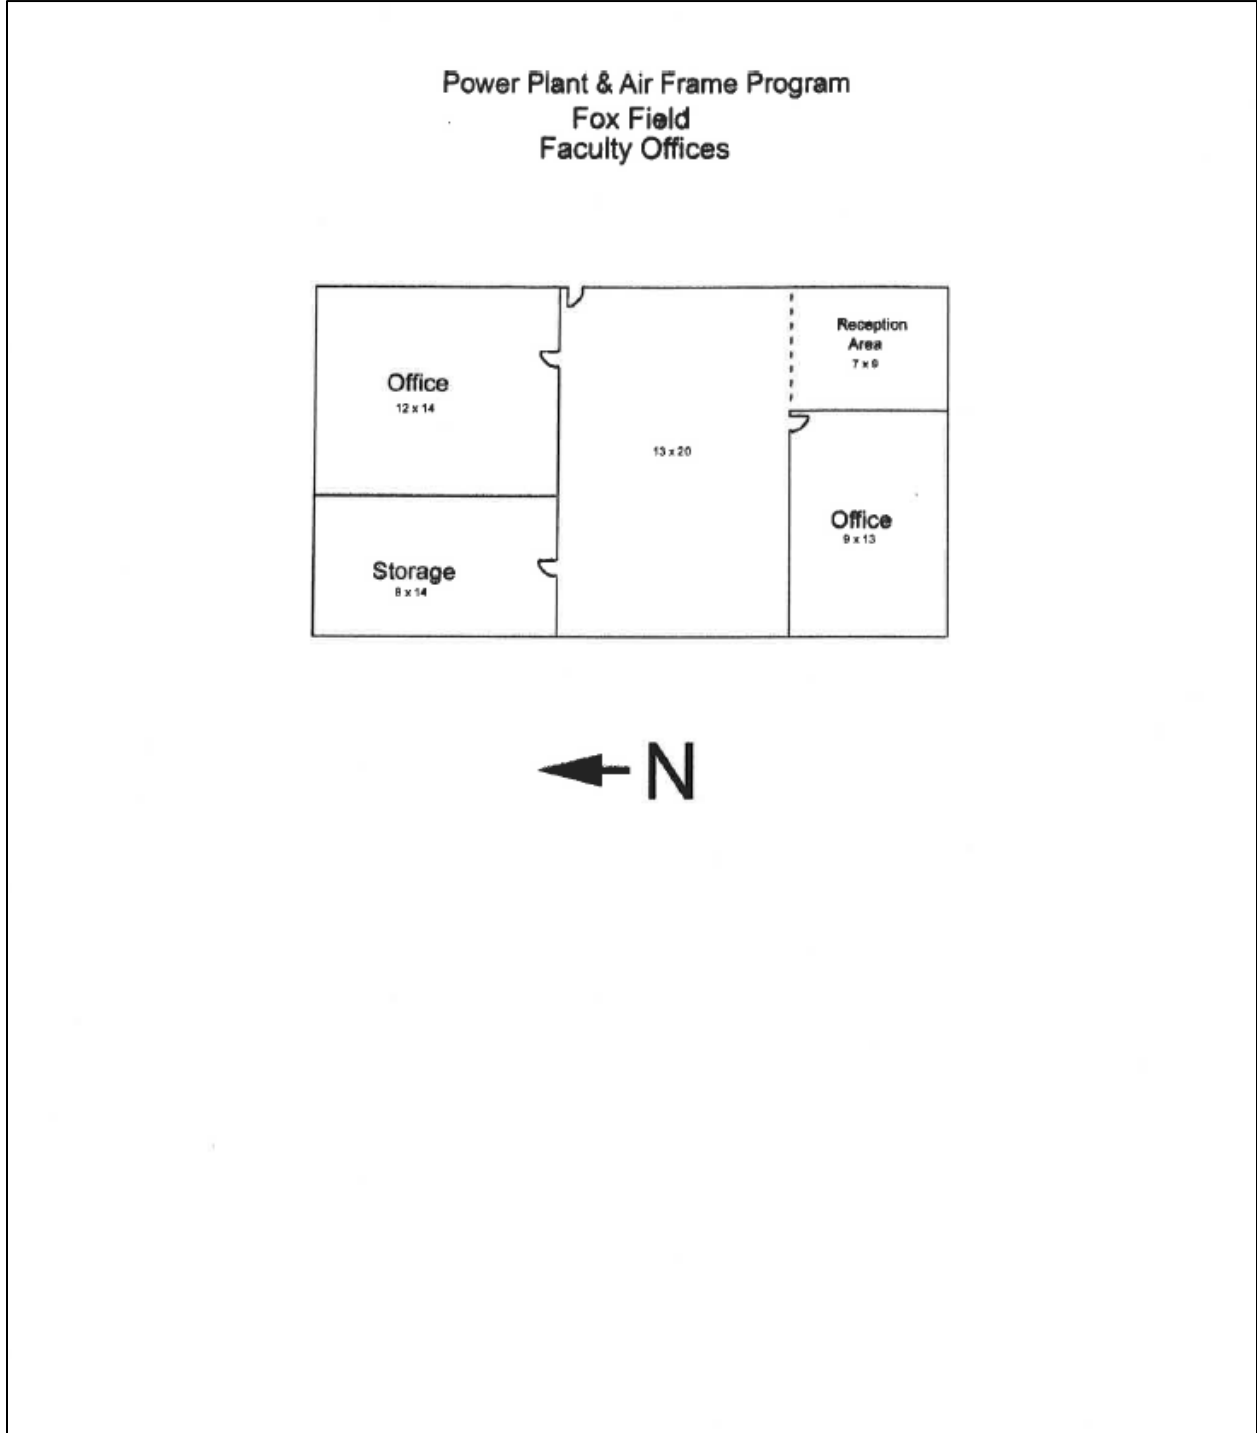 Power Plant & Air Frame Program
Fox Field
Faculty Offices
Reception
Area
7 x 9
Office
12 x 14
13 x 20
Office
9 x 13
Storage
8 x 14
N